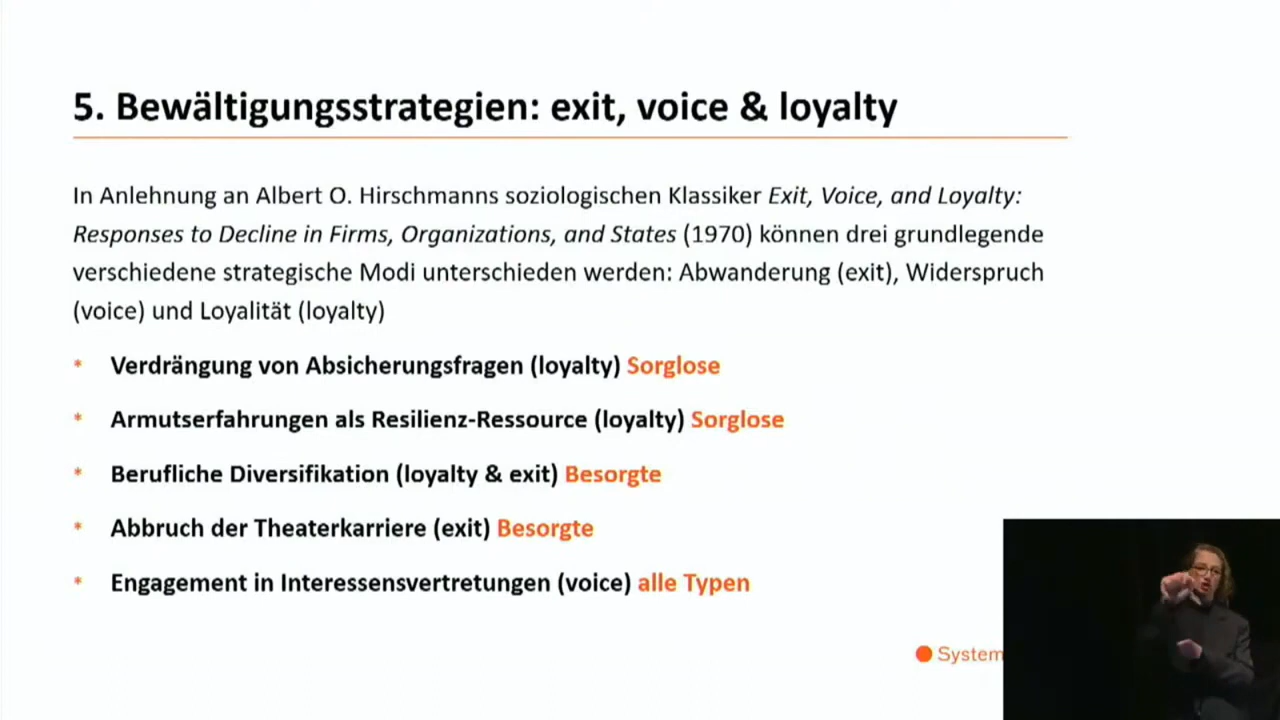 5. Bewältigungsstrategien: exit, voice & loyalty
In Anlehnung an Albert O. Hirschmanns soziologischen Klassiker Exit, Voice, and Loyalty:
Responses to Decline in Firms, Organizations, and States (1970) können drei grundlegende
verschiedene strategische Modi unterschieden werden: Abwanderung (exit), Widerspruch
(voice) und Loyalität (loyalty)
* Verdrängung von Absicherungsfragen (loyalty) Sorglose
* Armutserfahrungen als Resilienz-Ressource (loyalty) Sorglose
* Berufliche Diversifikation (loyalty & exit) Besorgte
* Abbruch der Theaterkarriere (exit) Besorgte
* Engagement in Interessensvertretungen (voice) alle Typen
System